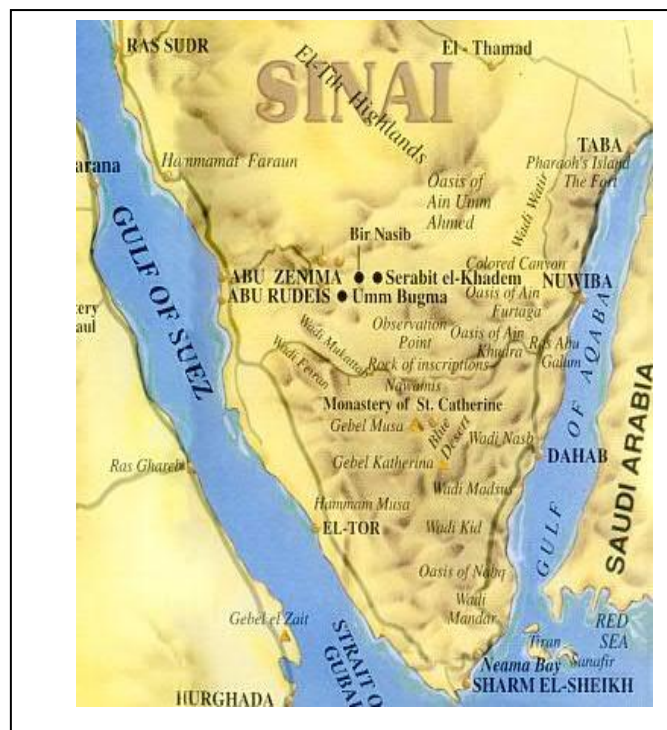 RAS SUDR
El - Thamad
El-Tih Highlands
SINAI
TABA
Pharaoh's Island
The Fort
arana
Hammamat Faraun
Oasis of
Ain Umm
Ahmed
Wadi Watir
Bir Nasib
Colored Canyon
GULF OF SUEZ
ABU ZENIMA
Serabit el-Khadem
NUWIBA
ABU RUDEIS
Umm Bugma
Oasis of Ain
Furtaga
tery
aul
Wadi Mukattab
Observation
Point
Oasis of Ain
Khudra
Ras Abu
Galum
Wadi Feiran
Rock of inscriptions
Nawamis
GULF OF AQABA
SAUDI ARABIA
Monastery of St. Catherine
Gebel Musa
Blue
Desert
Wadi Nasb
Ras Ghareb
Gebel Katherina
DAHAB
Wadi Madsus
Hammam Musa
EL-TOR
Wadi Kid
Oasis of Nabq
Wadi
Mandar
Gebel el Zait
STRAIT O
GUBAL
Tiran
Sanafir
RED
SEA
Neama Bay
SHARM EL-SHEIKH
HURGHADA